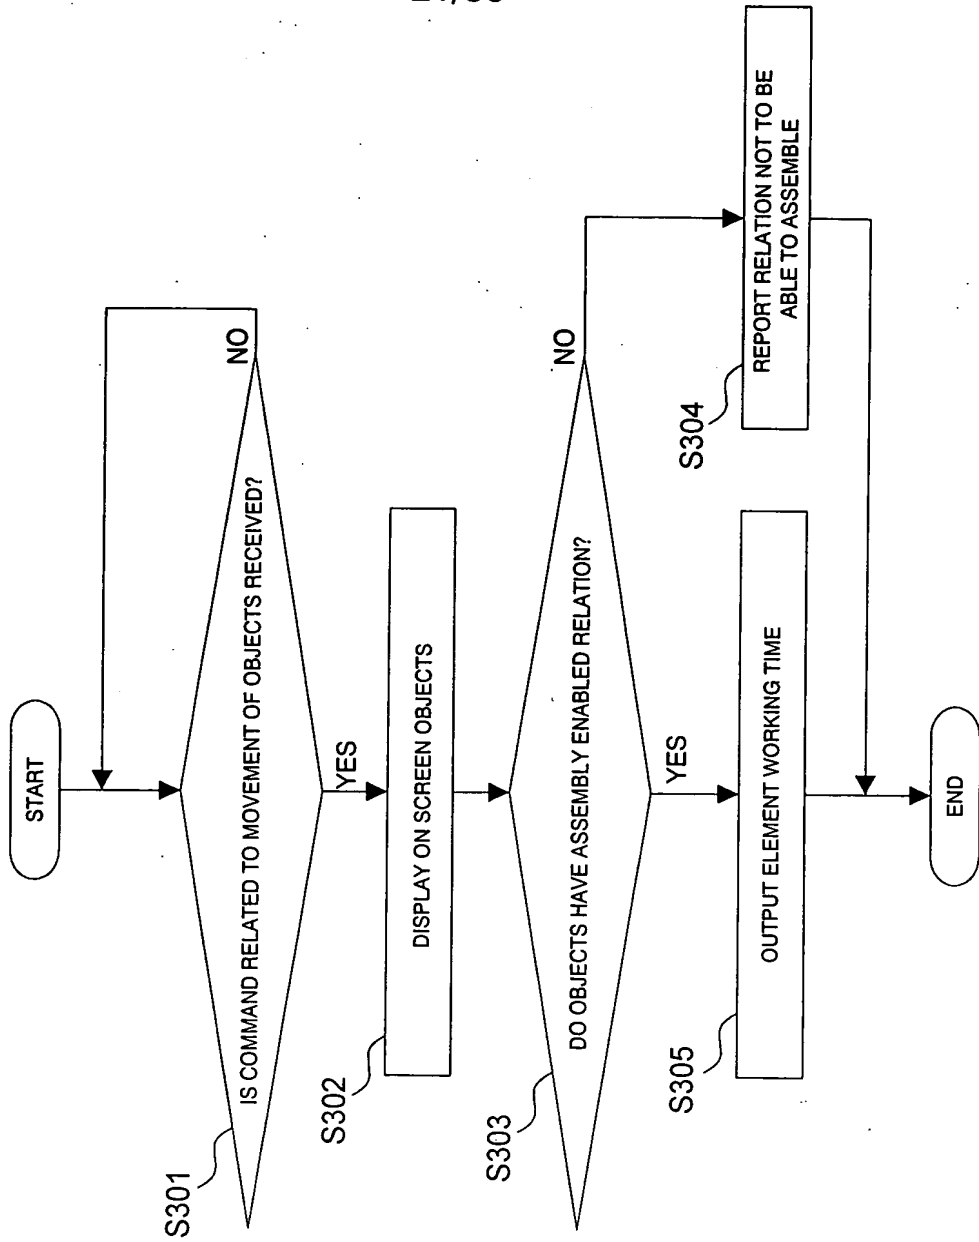 START
S301
IS COMMAND RELATED TO MOVEMENT OF OBJECTS RECEIVED?
NO
YES
S302
DISPLAY ON SCREEN OBJECTS
S303
DO OBJECTS HAVE ASSEMBLY ENABLED RELATION?
NO
YES
S304
REPORT RELATION NOT TO BE
ABLE TO ASSEMBLE
S305
OUTPUT ELEMENT WORKING TIME
END